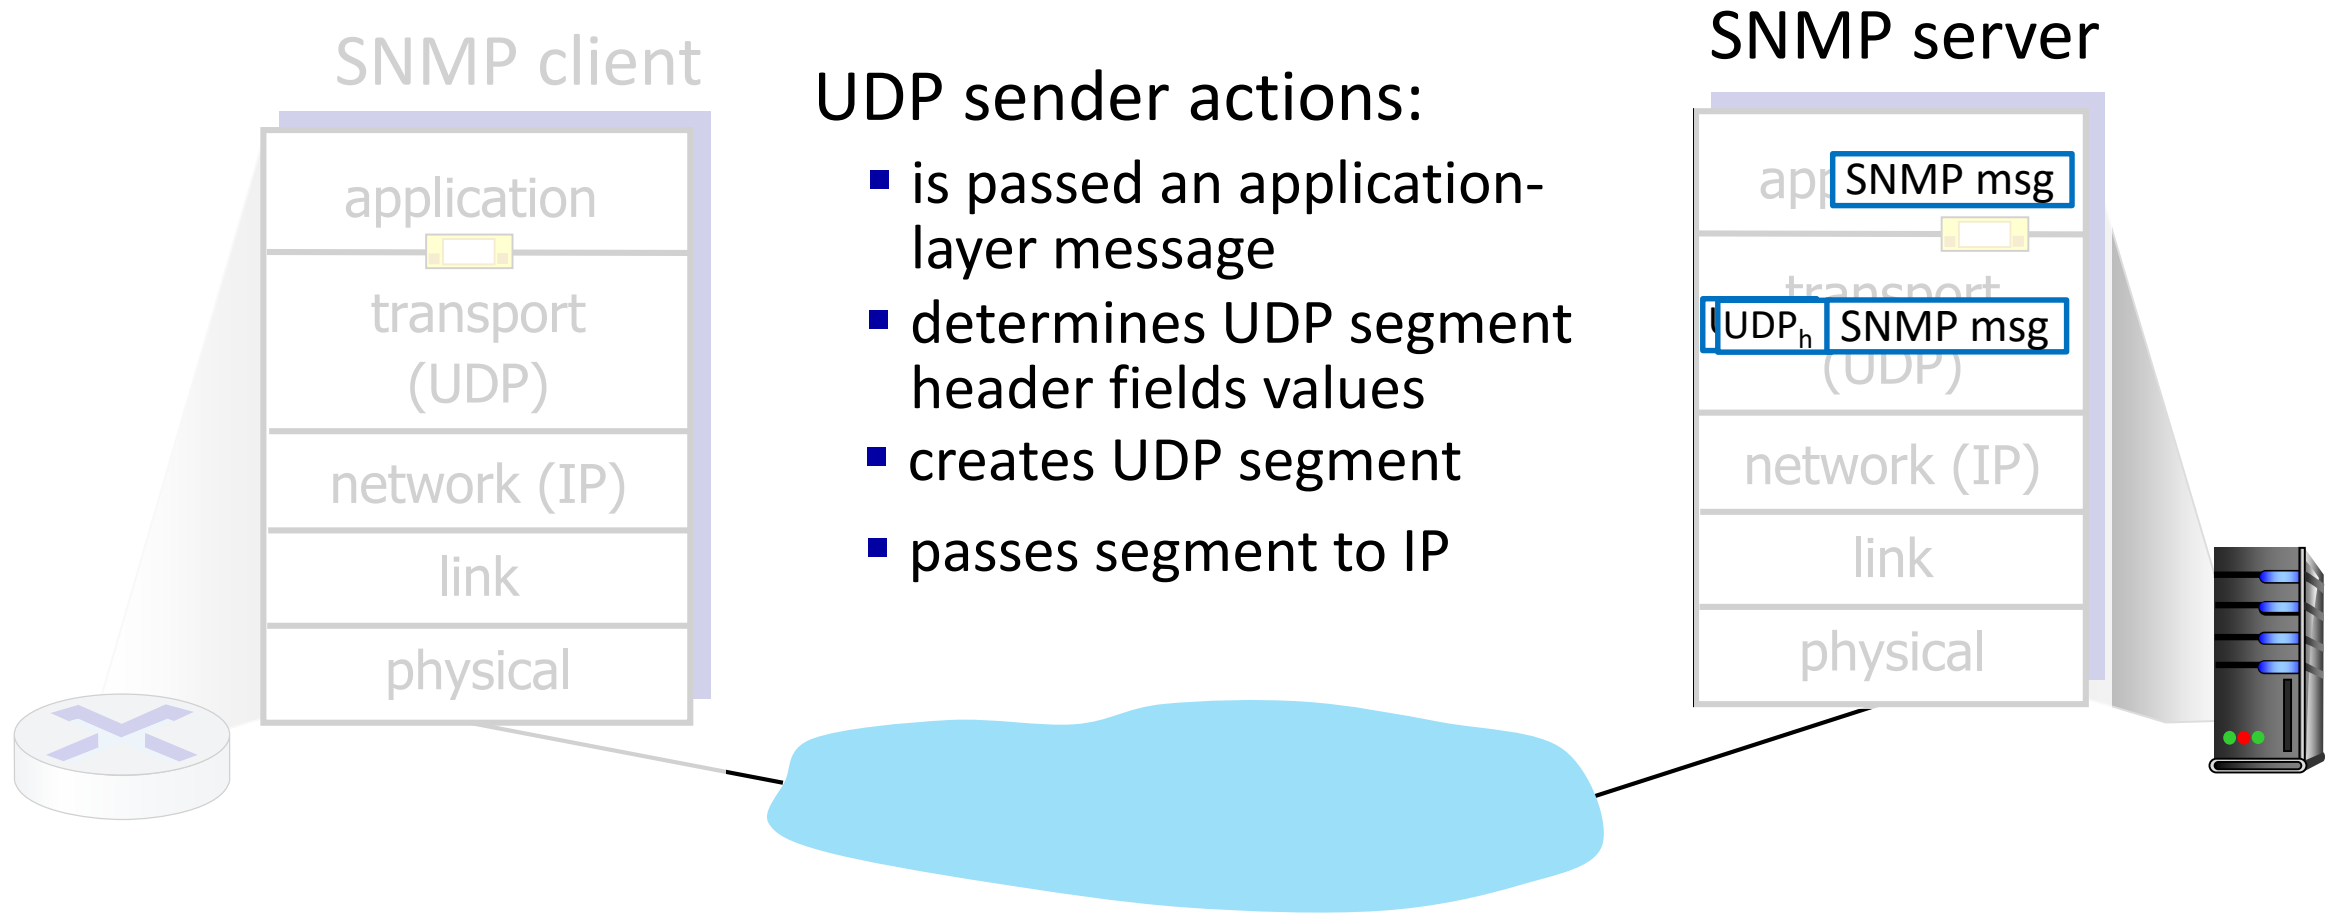 SNMP client
application
transport
(UDP)
network (IP)
link
physical
UDP sender actions:
▪ is passed an application-
layer message
▪ determines UDP segment
header fields values
▪ creates UDP segment
▪ passes segment to IP
SNMP server
SNMP msg
transport
UDPh SNMP msg
(UDP)
network (IP)
link
physical